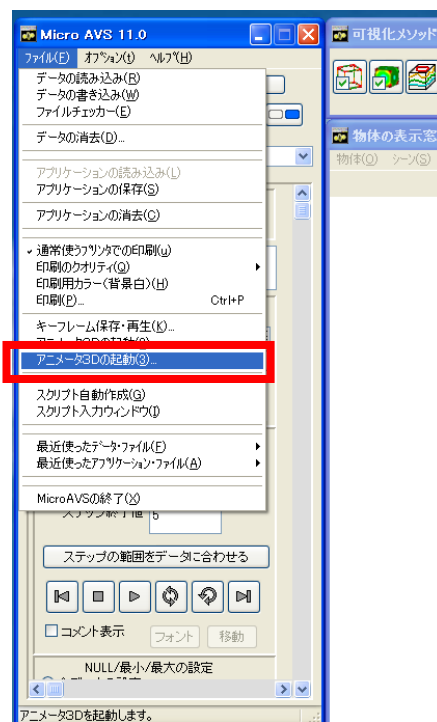 Micro AVS 11.0
ファイル(F) オプション(t) ヘルプ(H)
データの読み込み(R)
データの書き込み(W)
ファイルチェッカー(E)
データの消去(D)...
アプリケーションの読み込み(L)
アプリケーションの保存(S)
アプリケーションの消去(C)
通常使うプリンタでの印刷(u)
印刷のクオリティ(Q)
印刷用カラー(背景白)(H)
印刷(P)... Ctrl+P
キーフレーム保存・再生(K)...
アニメータ3Dの起動(3)...
スクリプト自動作成(G)
スクリプト入力ウィンドウ(I)
最近使ったデータ・ファイル(F)
最近使ったアプリケーション・ファイル(A)
MicroAVSの終了(X)
ステップ終了値 5
ステップの範囲をデータに合わせる
コメント表示 フォント 移動
NULL/最小/最大の設定
アニメータ3Dを起動します。
可視化メソッド
物体の表示窓
物体(O) シーン(S)